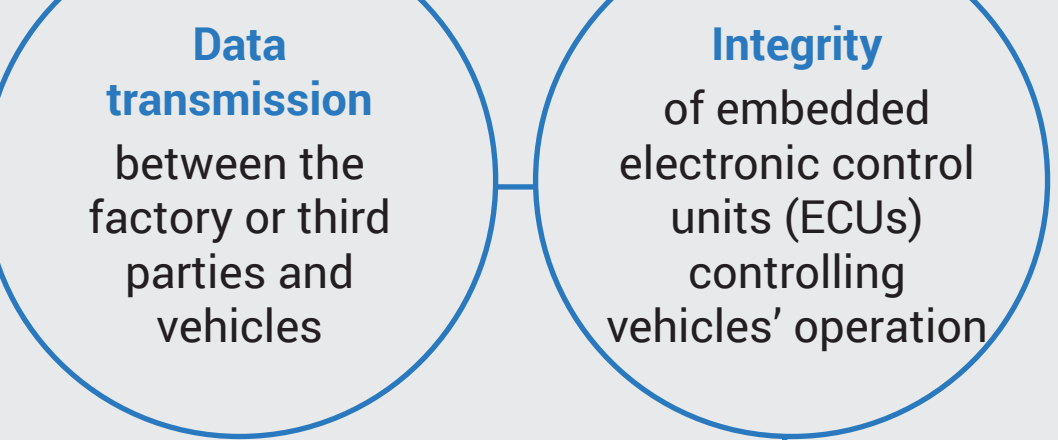 Data
transmission
between the
factory or third
parties and
vehicles
Integrity
of embedded
electronic control
units (ECUs)
controlling
vehicles’ operation